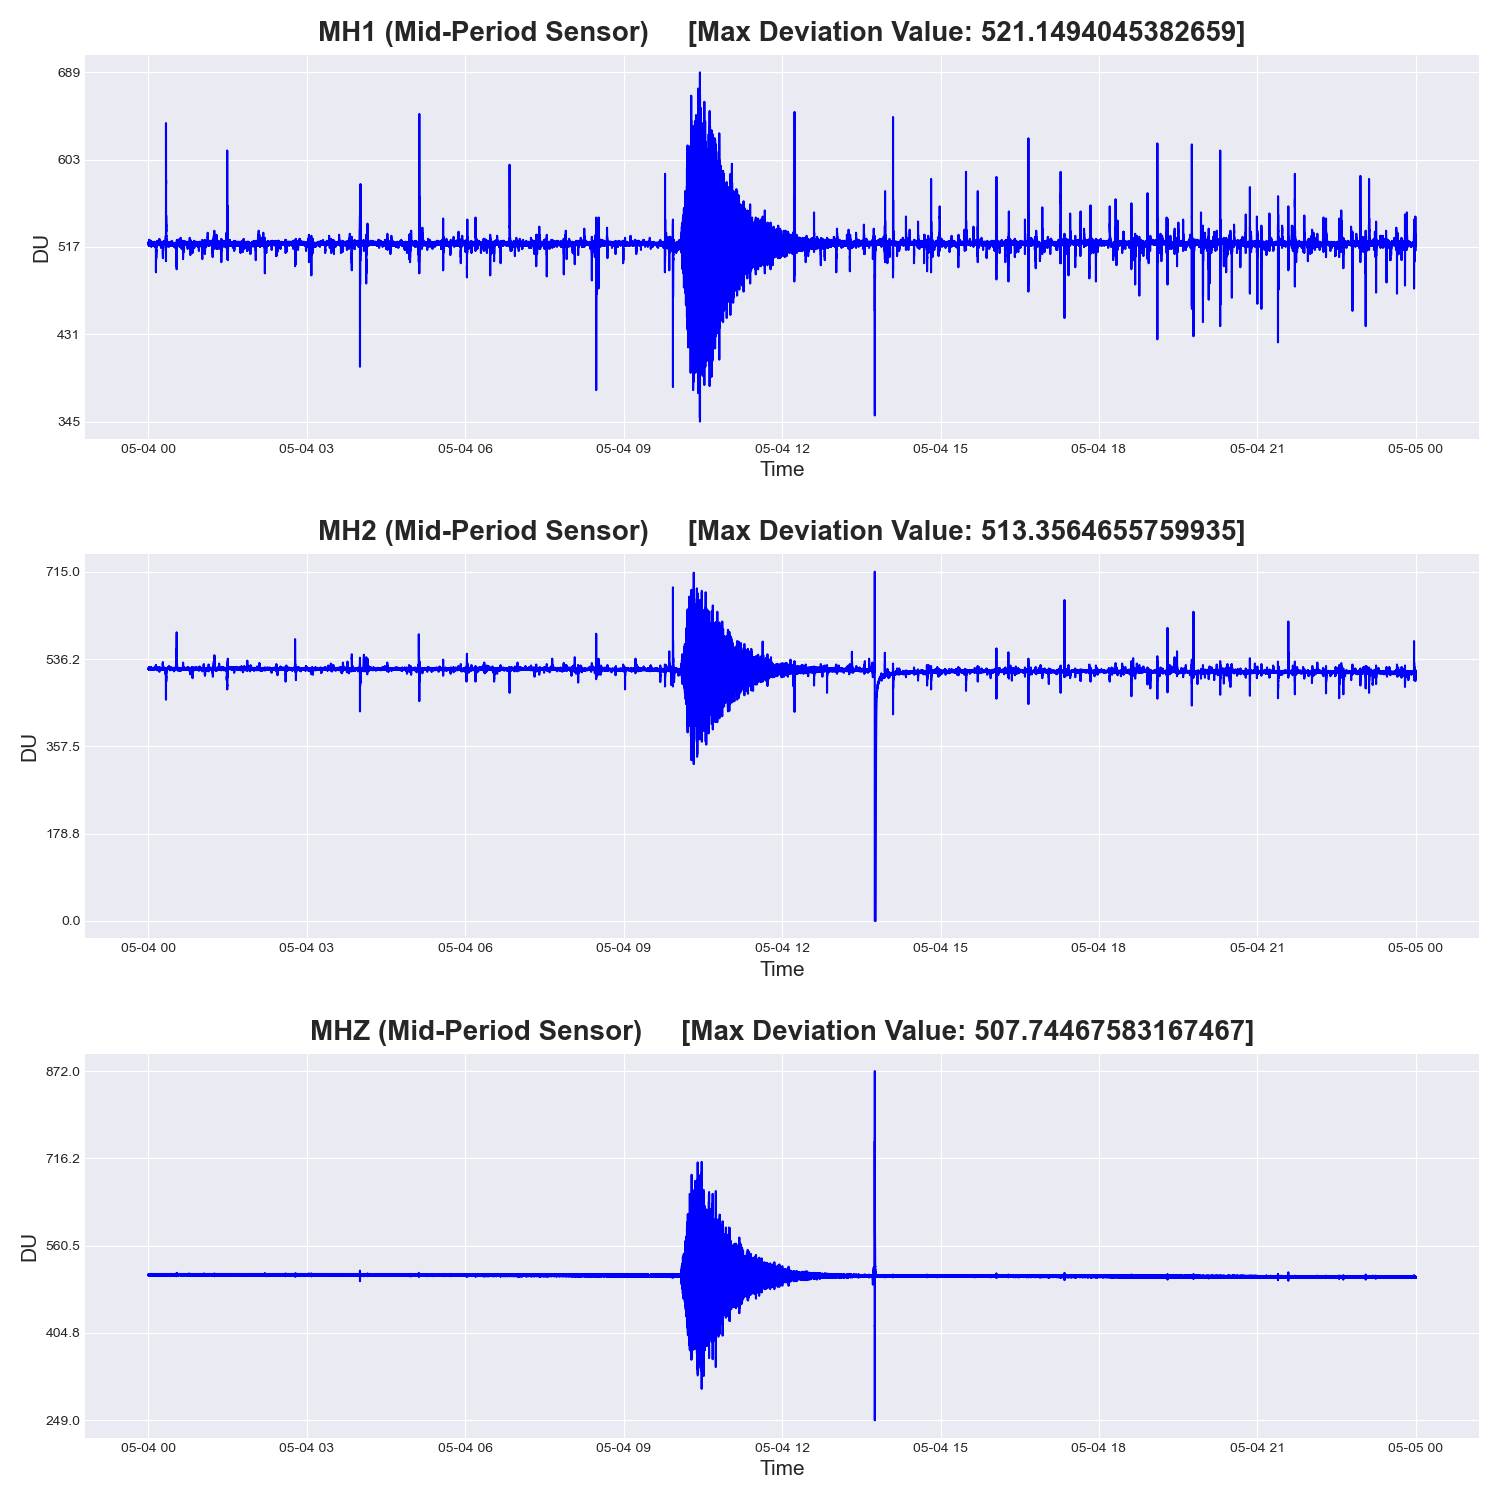 MH1 (Mid-Period Sensor) [Max Deviation Value: 521.1494045382659]
689
603
517
431
345
DU
05-04 00 05-04 03 05-04 06 05-04 09 05-04 12 05-04 15 05-04 18 05-04 21 05-05 00
Time
MH2 (Mid-Period Sensor) [Max Deviation Value: 513.3564655759935]
715.0
536.2
357.5
178.8
0.0
DU
05-04 00 05-04 03 05-04 06 05-04 09 05-04 12 05-04 15 05-04 18 05-04 21 05-05 00
Time
MHZ (Mid-Period Sensor) [Max Deviation Value: 507.74467583167467]
872.0
716.2
560.5
404.8
249.0
DU
05-04 00 05-04 03 05-04 06 05-04 09 05-04 12 05-04 15 05-04 18 05-04 21 05-05 00
Time